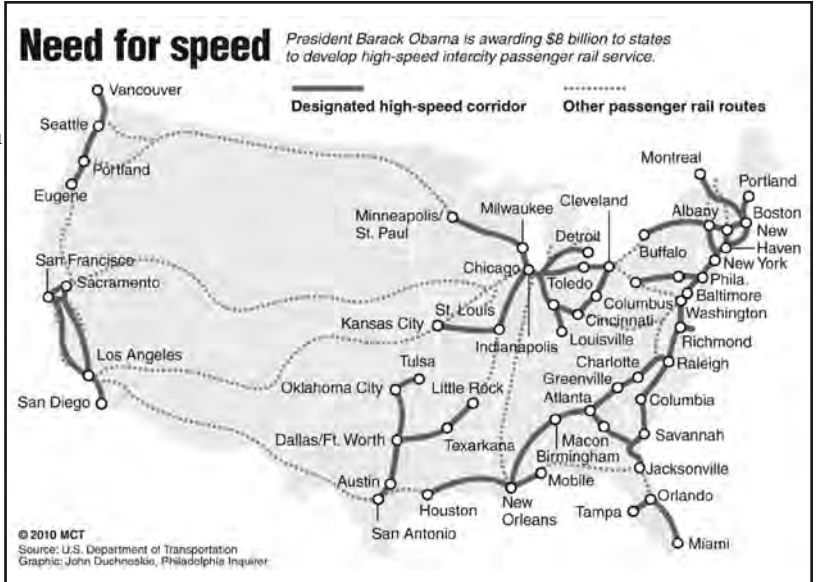 Need for speed
President Barack Obama is awarding $8 billion to states
to develop high-speed intercity passenger rail service.
Designated high-speed corridor
Other passenger rail routes
Vancouver
Seattle
Portland
Eugene
San Francisco
Sacramento
Los Angeles
San Diego
Minneapolis/
St. Paul
Milwaukee
Chicago
Detroit
Cleveland
Toledo
Columbus
Cincinnati
Louisville
Indianapolis
St. Louis
Kansas City
Tulsa
Oklahoma City
Little Rock
Dallas/Ft. Worth
Texarkana
Austin
San Antonio
Houston
New
Orleans
Mobile
Birmingham
Macon
Atlanta
Greenville
Charlotte
Montreal
Portland
Albany
Boston
New
Haven
Buffalo
New York
Phila.
Baltimore
Washington
Richmond
Raleigh
Columbia
Savannah
Jacksonville
Orlando
Tampa
Miami
© 2010 MCT
Source: U.S. Department of Transportation
Graphic: John Duchneskie, Philadelphia Inquirer